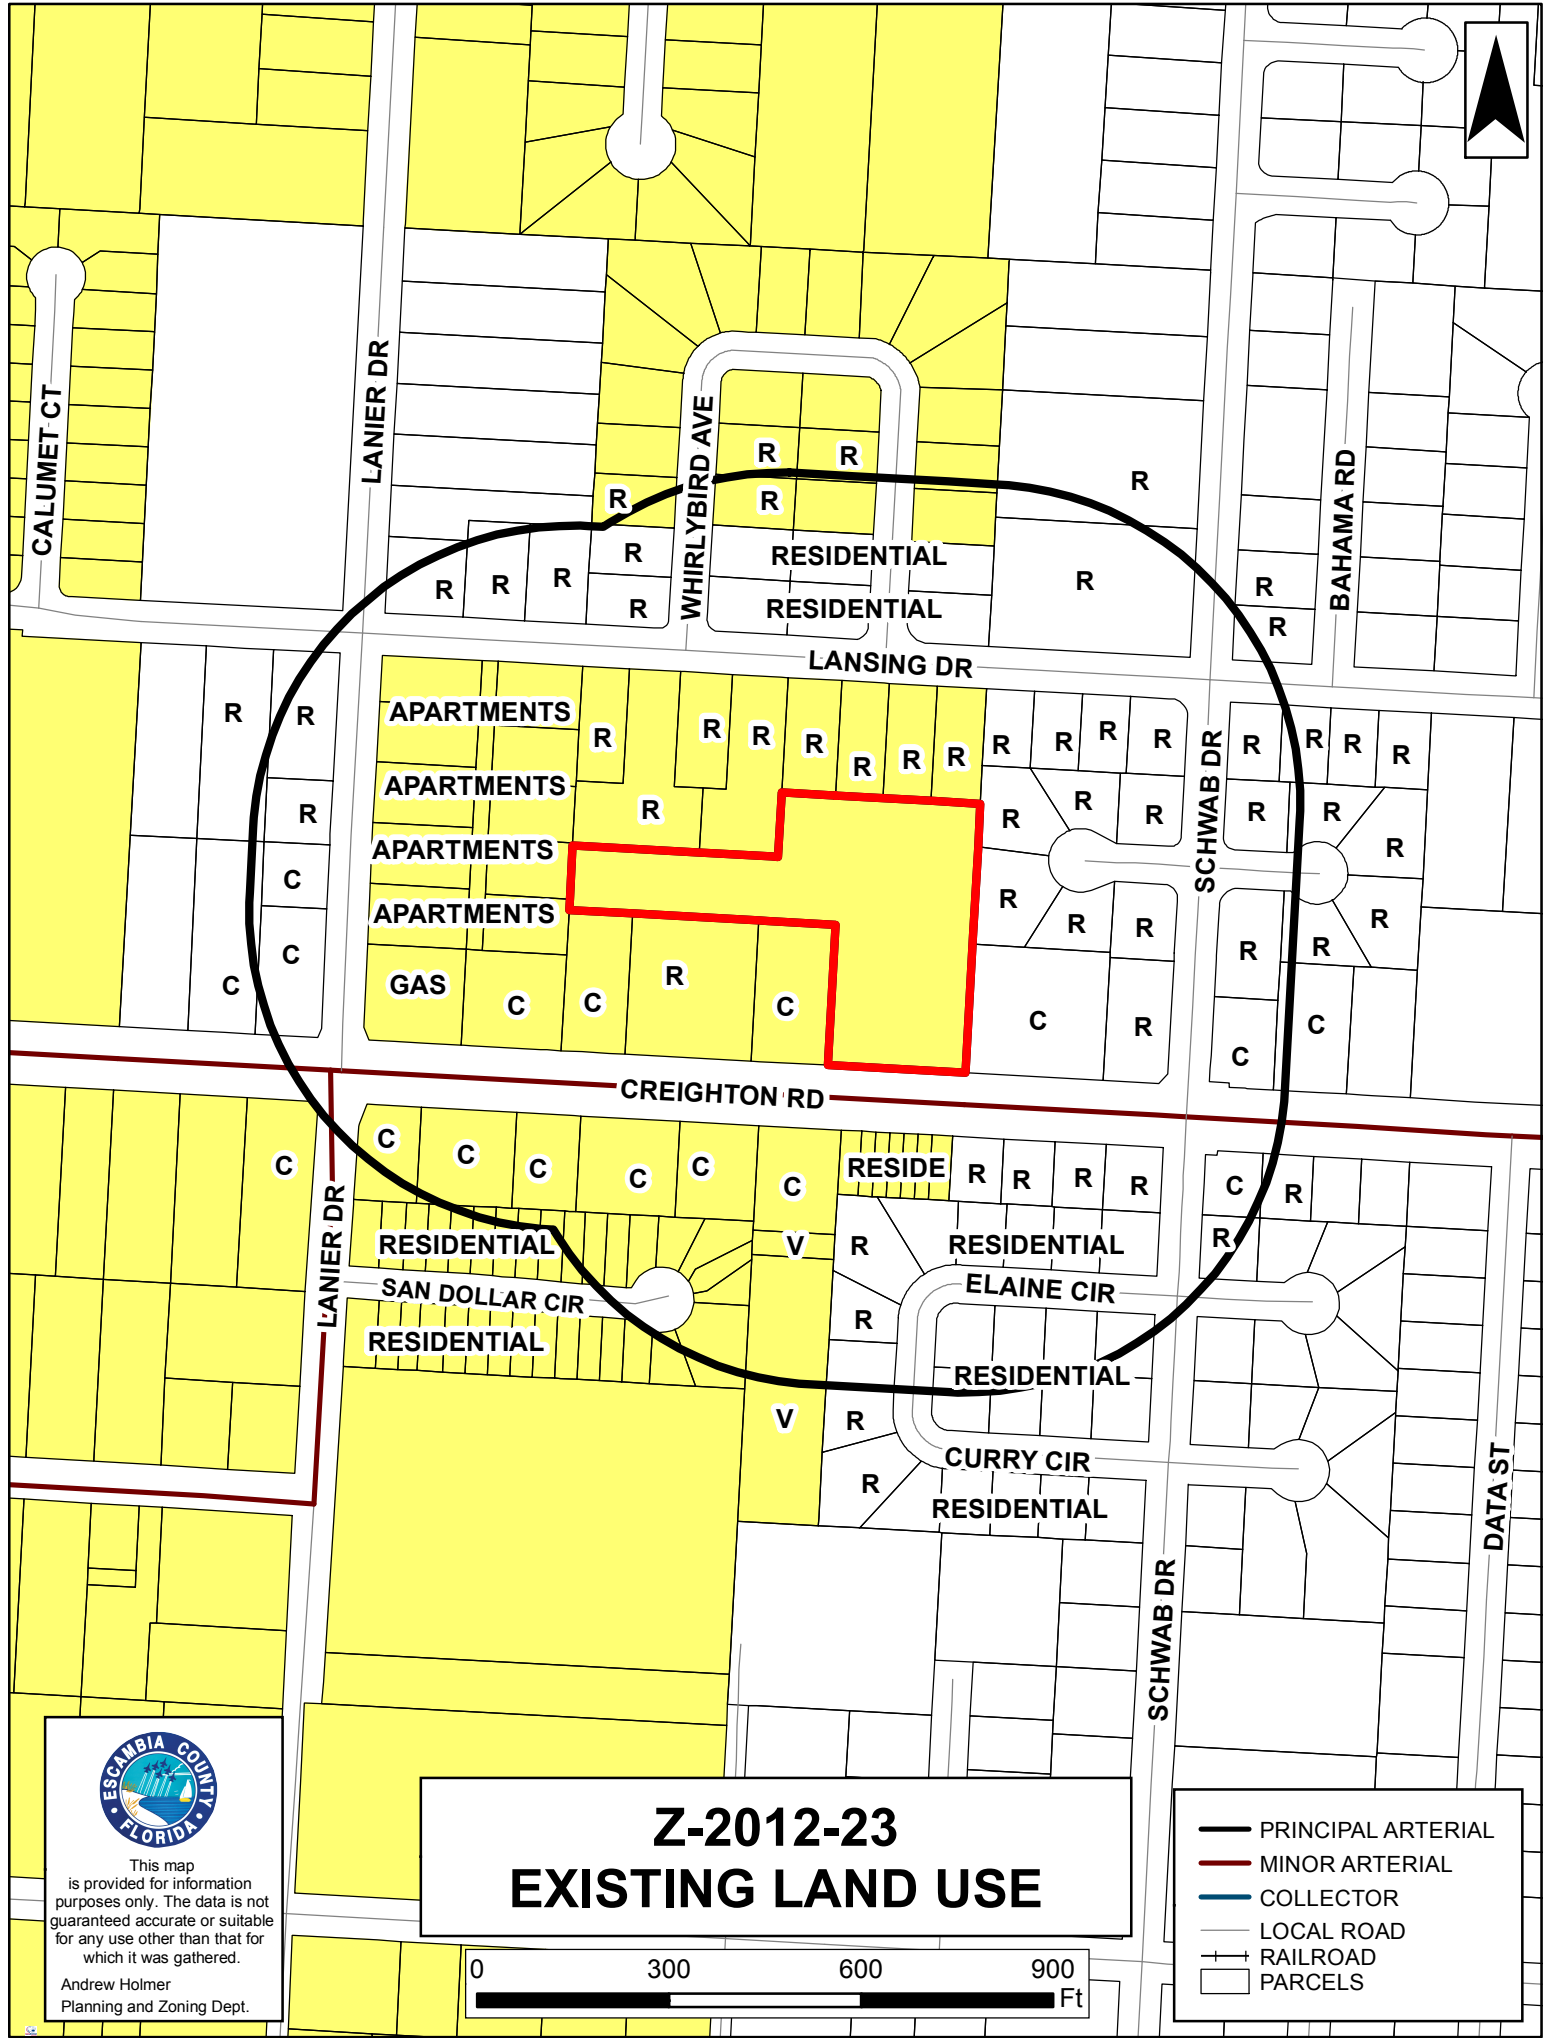 LANIER DR
CALUMET CT
WHIRLYBIRD AVE
BAHAMA RD
R
R
R
R
R
R
RESIDENTIAL
R
R
R
R
R
R
R
R
RESIDENTIAL
R
LANSING DR
R
R
APARTMENTS
R
R
R
R
R
R
R
R
R
R
R
SCHWAB DR
R
R
R
R
APARTMENTS
R
R
R
R
R
R
R
R
APARTMENTS
R
C
R
APARTMENTS
R
R
R
R
R
C
C
GAS
C
C
R
C
C
R
C
C
CREIGHTON RD
C
C
C
C
C
C
C
RESIDE
R
R
R
R
C
R
LANIER DR
RESIDENTIAL
V
R
RESIDENTIAL
R
SAN DOLLAR CIR
ELAINE CIR
RESIDENTIAL
R
RESIDENTIAL
V
R
CURRY CIR
R
RESIDENTIAL
DATA ST
SCHWAB DR
ESCAMBIA COUNTY
FLORIDA
This map
is provided for information
purposes only. The data is not
guaranteed accurate or suitable
for any use other than that for
which it was gathered.
Andrew Holmer
Planning and Zoning Dept.
Z-2012-23
EXISTING LAND USE
0 300 600 900
Ft
PRINCIPAL ARTERIAL
MINOR ARTERIAL
COLLECTOR
LOCAL ROAD
RAILROAD
PARCELS